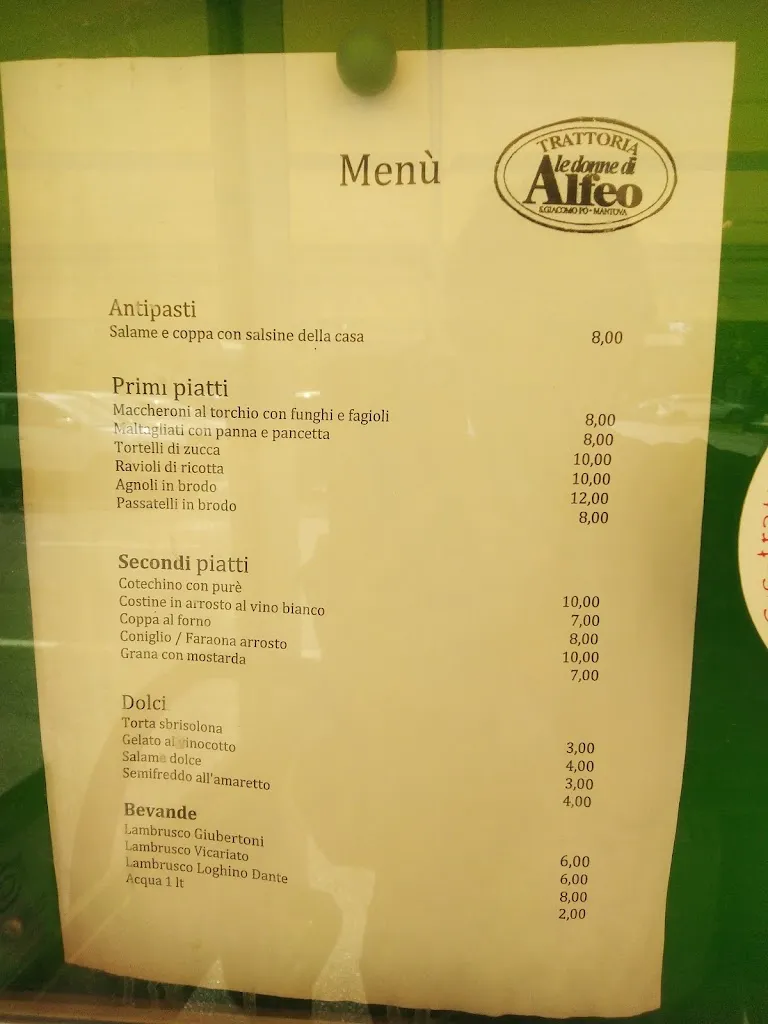 Menù
TRATTORIA
le donne di
Alfeo
S.GIACOMO PO - MANTOVA
Antipasti
Salame e coppa con salsine della casa 8,00
Primi piatti
Maccheroni al torchio con funghi e fagioli 8,00
Maltagliati con panna e pancetta 8,00
Tortelli di zucca 10,00
Ravioli di ricotta 10,00
Agnoli in brodo 12,00
Passatelli in brodo 8,00
Secondi piatti
Cotechino con purè 10,00
Costine in arrosto al vino bianco 7,00
Coppa al forno 8,00
Coniglio / Faraona arrosto 10,00
Grana con mostarda 7,00
Dolci
Torta sbrisolona 3,00
Gelato al vinocotto 4,00
Salame dolce 3,00
Semifreddo all'amaretto 4,00
Bevande
Lambrusco Giubertoni 6,00
Lambrusco Vicariato 6,00
Lambrusco Loghino Dante 8,00
Acqua 1 lt 2,00